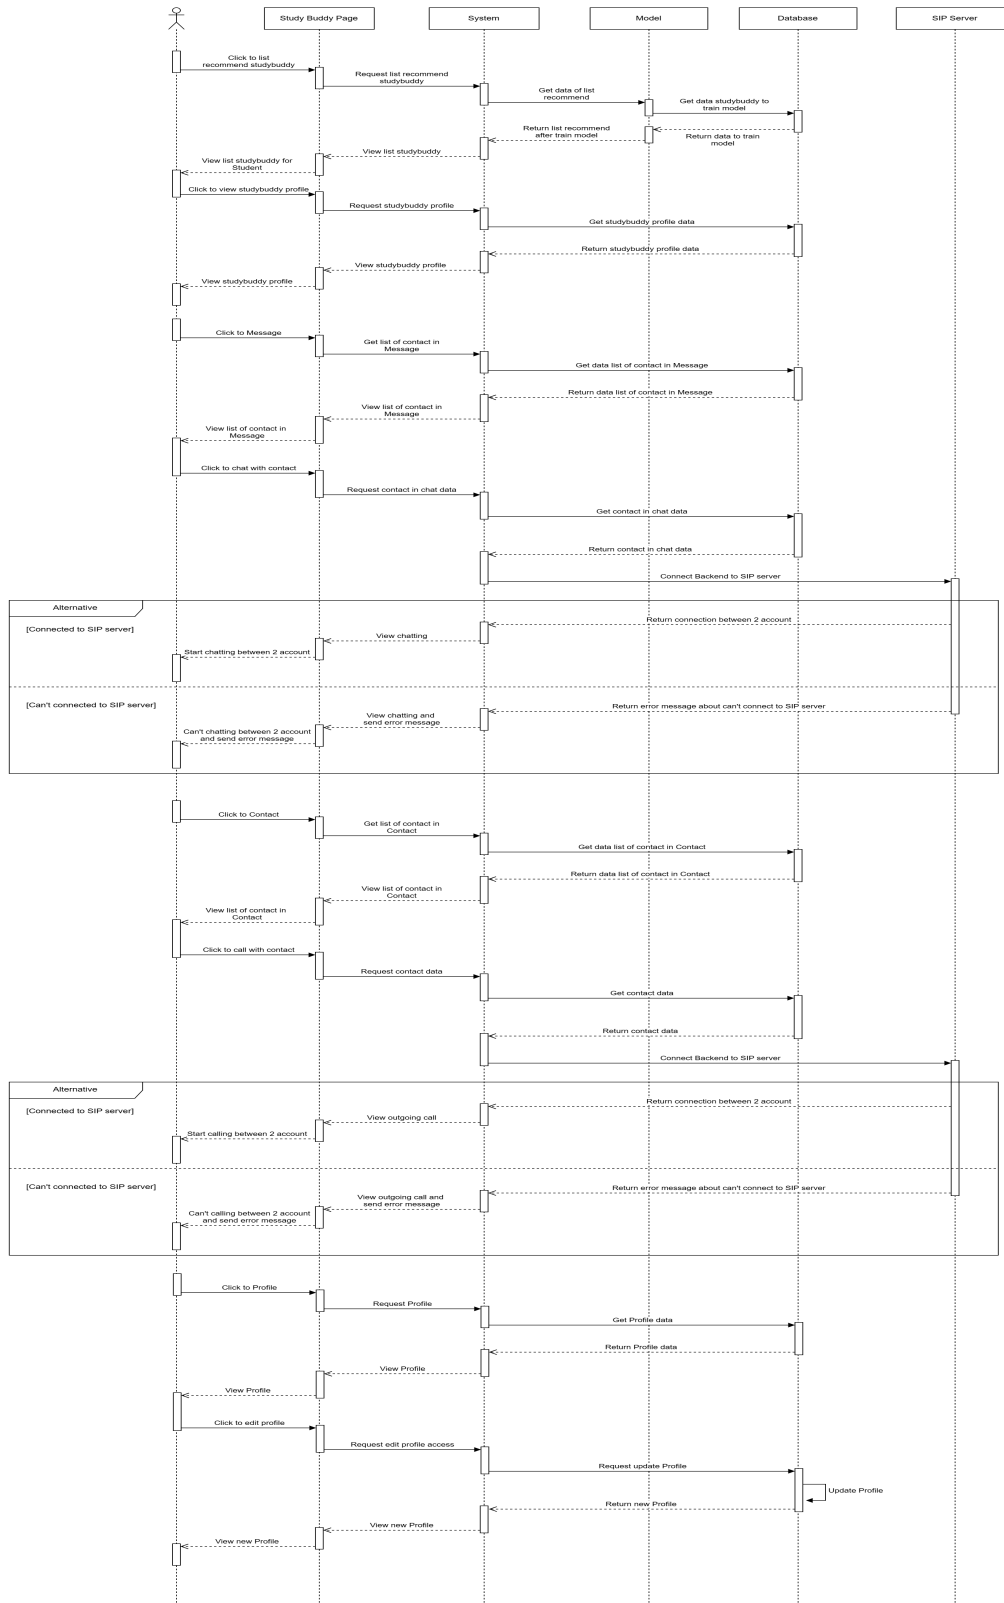 Study Buddy Page
System
Model
Database
SIP Server
Click to list
recommend studybuddy
Request list recommend
studybuddy
Get data of list
recommend
Get data studybuddy to
train model
Return data to train
model
Return list recommend
after train model
View list studybuddy
View list studybuddy for
Student
Click to view studybuddy profile
Request studybuddy profile
Get studybuddy profile data
Return studybuddy profile data
View studybuddy profile
View studybuddy profile
Click to Message
Get list of contact in
Message
Get data list of contact in Message
Return data list of contact in Message
View list of contact in
Message
View list of contact in
Message
Click to chat with contact
Request contact in chat data
Get contact in chat data
Return contact in chat data
Connect Backend to SIP server
Alternative
[Connected to SIP server]
Return connection between 2 account
View chatting
Start chatting between 2 account
[Can't connected to SIP server]
Return error message about can't connect to SIP server
View chatting and
send error message
Can't chatting between 2 account
and send error message
Click to Contact
Get list of contact in
Contact
Get data list of contact in Contact
Return data list of contact in Contact
View list of contact in
Contact
View list of contact in
Contact
Click to call with contact
Request contact data
Get contact data
Return contact data
Connect Backend to SIP server
Alternative
[Connected to SIP server]
Return connection between 2 account
View outgoing call
Start calling between 2 account
[Can't connected to SIP server]
Return error message about can't connect to SIP server
View outgoing call and
send error message
Can't calling between 2 account
and send error message
Click to Profile
Request Profile
Get Profile data
Return Profile data
View Profile
View Profile
Click to edit profile
Request edit profile access
Request update Profile
Update Profile
Return new Profile
View new Profile
View new Profile